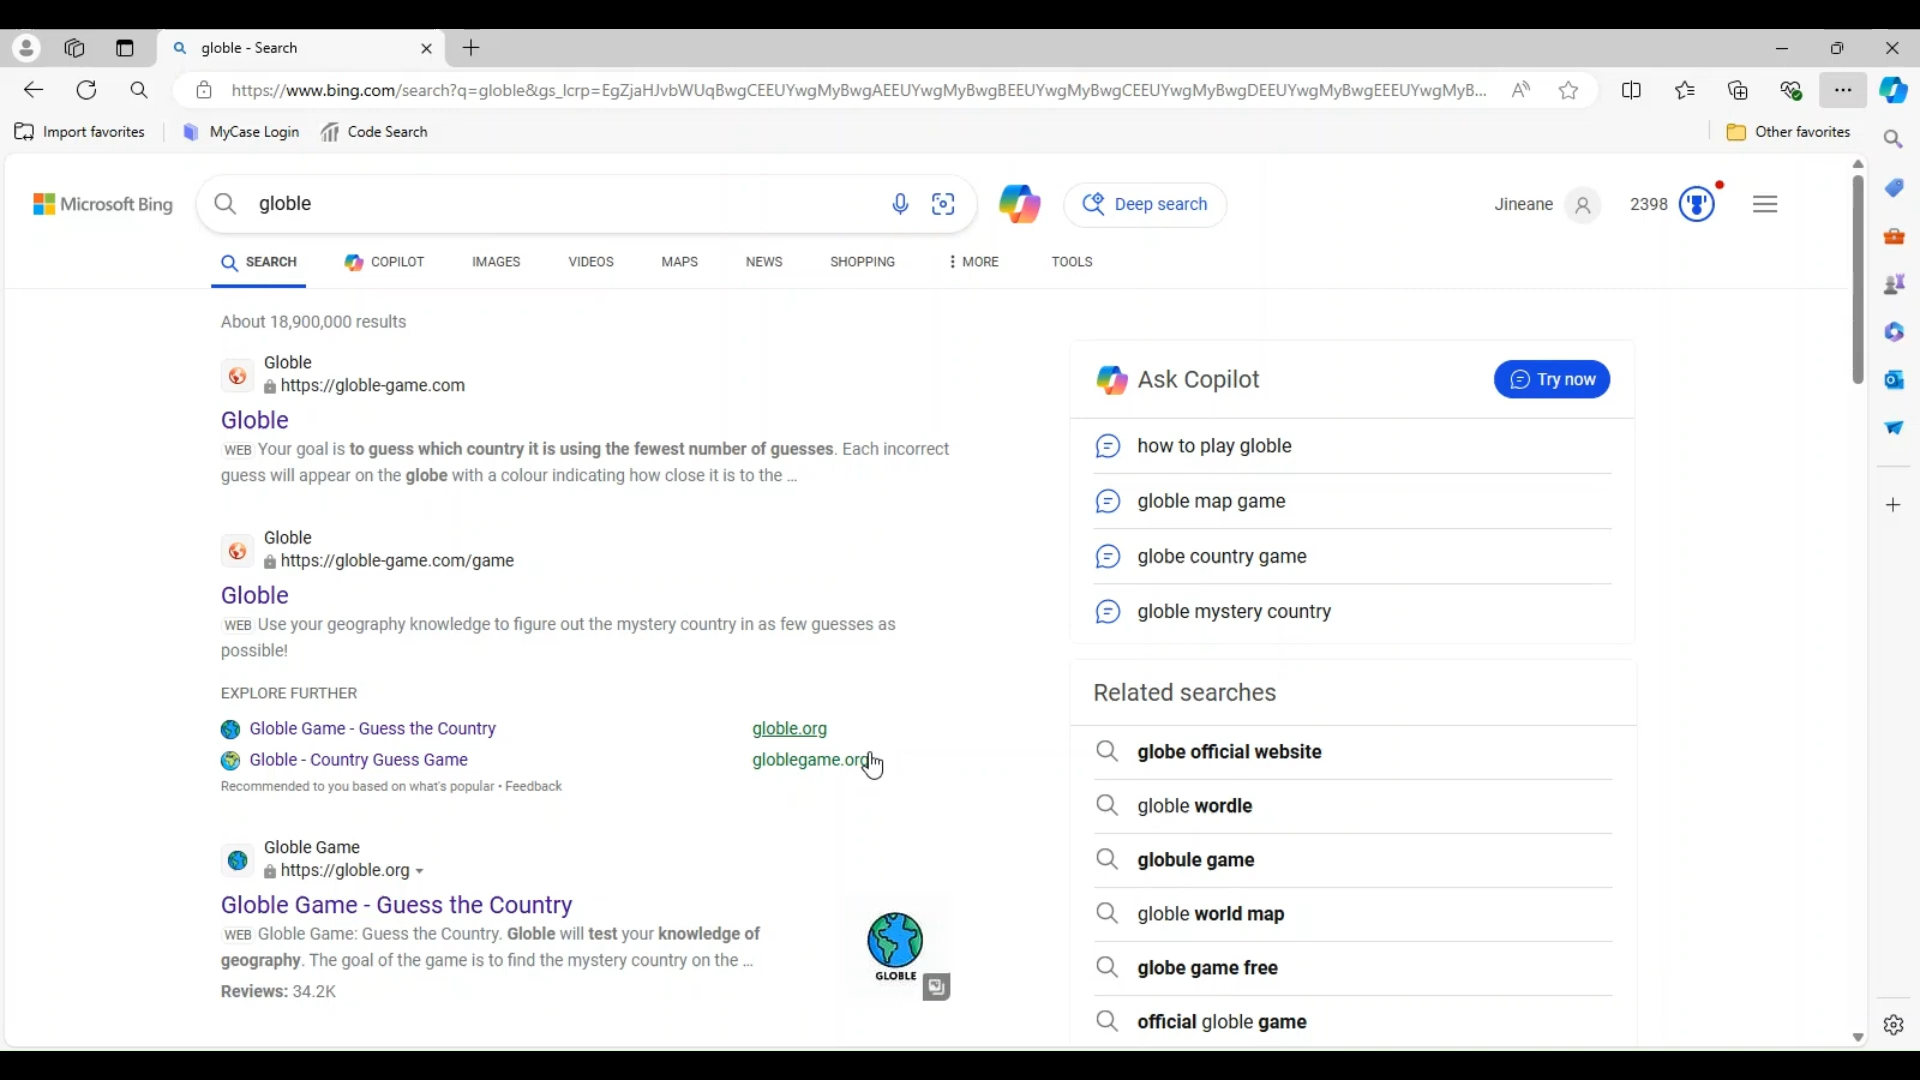 globle - Search
https://www.bing.com/search?q=globle&gs_lcrp=EgZjaHJvbWUqBwgCEEUYwgMyBwgAEEUYwgMyBwgBEEUYwgMyBwgCEEUYwgMyBwgDEEUYwgMyBwgEEEUYwgMyB...
Import favorites
MyCase Login
Code Search
Other favorites
Microsoft Bing
globle
Deep search
Jineane
2398
SEARCH
COPILOT
IMAGES
VIDEOS
MAPS
NEWS
SHOPPING
MORE
TOOLS
About 18,900,000 results
Globle
https://globle-game.com
Globle
WEB Your goal is to guess which country it is using the fewest number of guesses. Each incorrect
guess will appear on the globe with a colour indicating how close it is to the ...
Globle
https://globle-game.com/game
Globle
WEB Use your geography knowledge to figure out the mystery country in as few guesses as
possible!
EXPLORE FURTHER
Globle Game - Guess the Country
globle.org
Globle - Country Guess Game
globlegame.org
Recommended to you based on what's popular • Feedback
Globle Game
https://globle.org
Globle Game - Guess the Country
WEB Globle Game: Guess the Country. Globle will test your knowledge of
geography. The goal of the game is to find the mystery country on the ...
Reviews: 34.2K
GLOBLE
Ask Copilot
Try now
how to play globle
globle map game
globe country game
globle mystery country
Related searches
globe official website
globle wordle
globule game
globle world map
globe game free
official globle game